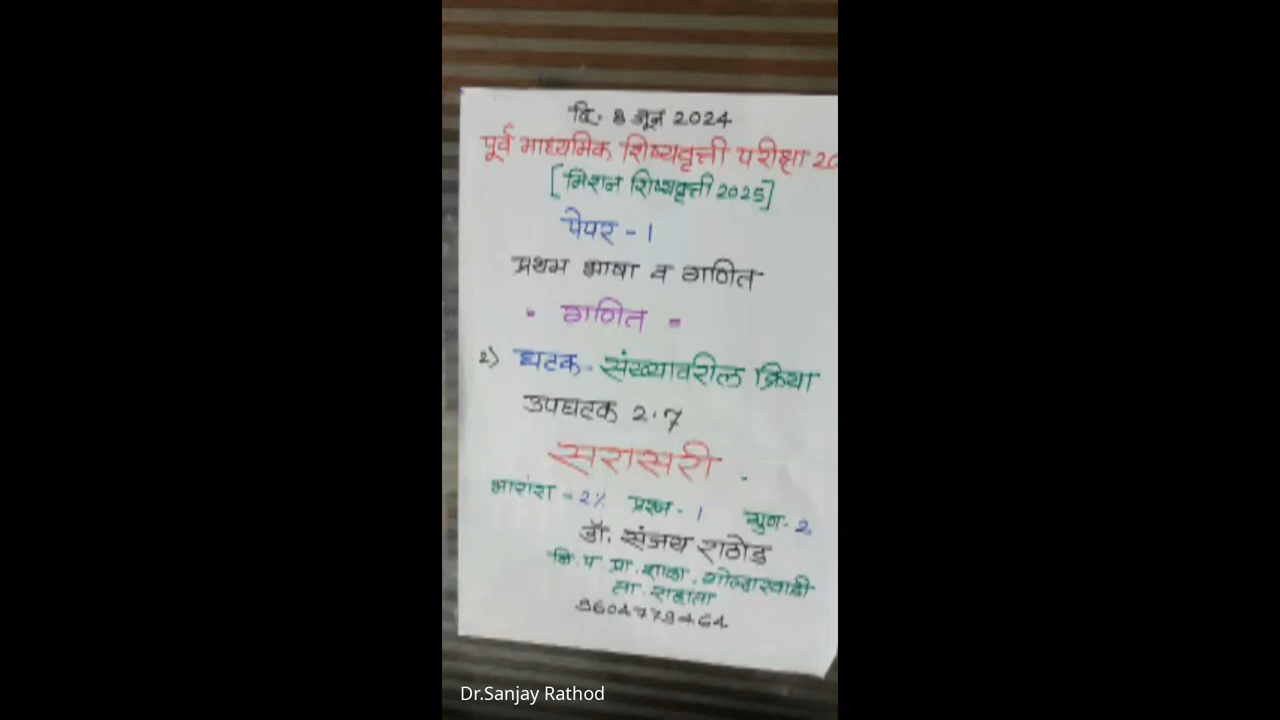 दि. 8 जून 2024
पूर्व माध्यमिक शिष्यवृत्ती परीक्षा 20
[मिशन शिष्यवृत्ती 2025]
पेपर - 1
प्रथम भाषा व गणित
- गणित -
2) घटक - संख्यावरील क्रिया
उपघटक 2.7
सरासरी
भारांश - 2% प्रश्न - 1 गुण - 2
डॉ. संजय राठोड
जि. प. प्रा. शाळा,
ता. राहाता
Dr.Sanjay Rathod